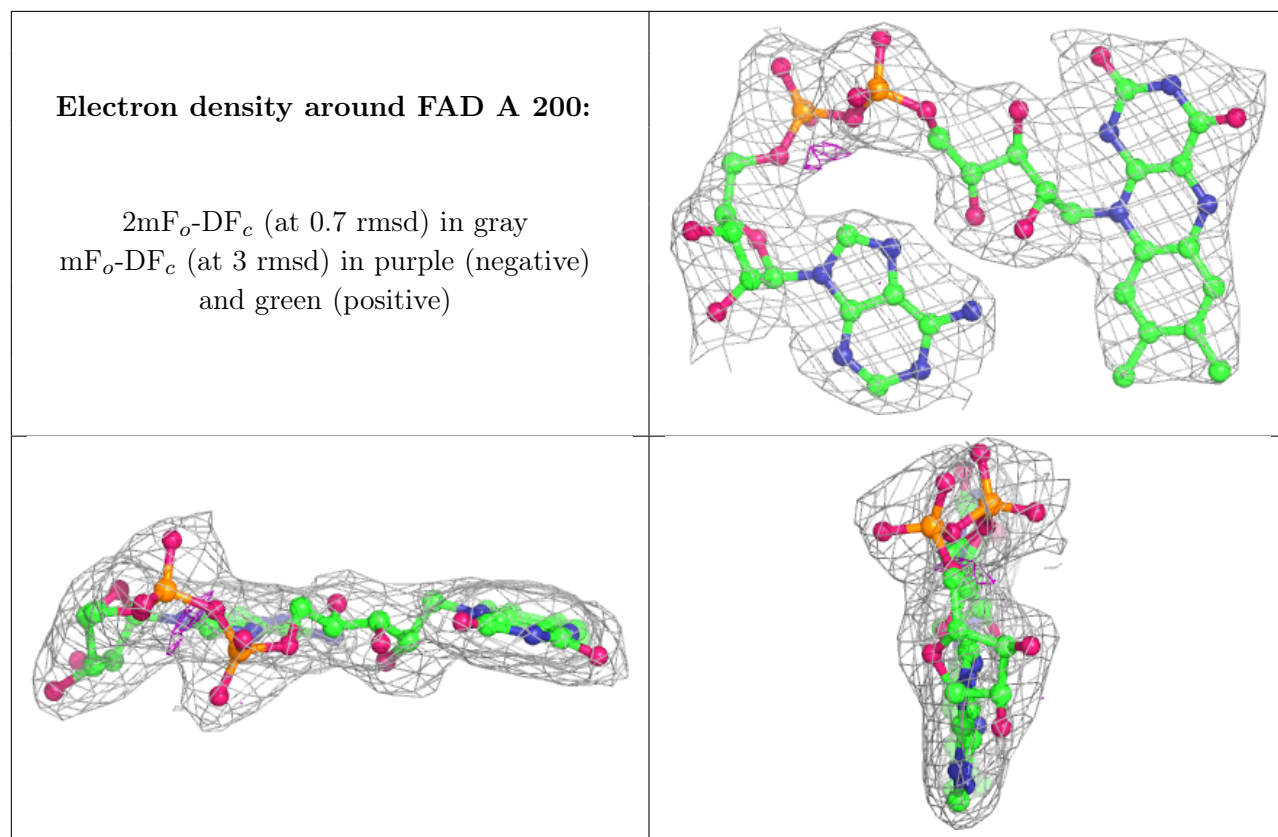 Electron density around FAD A 200:
2mFo-DFc (at 0.7 rmsd) in gray
mFo-DFc (at 3 rmsd) in purple (negative)
and green (positive)